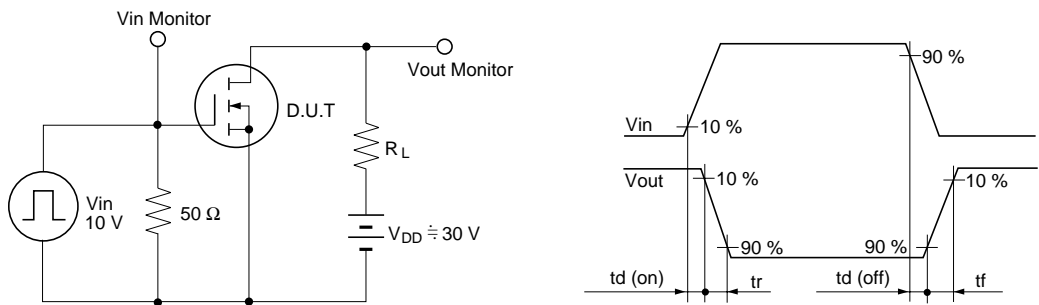 Vin Monitor
Vout Monitor
D.U.T
R L
Vin
10 V
50 Ω
V DD ≒ 30 V
Vin
10 %
90 %
Vout
10 %
10 %
90 %
90 %
td (on)
tr
td (off)
tf